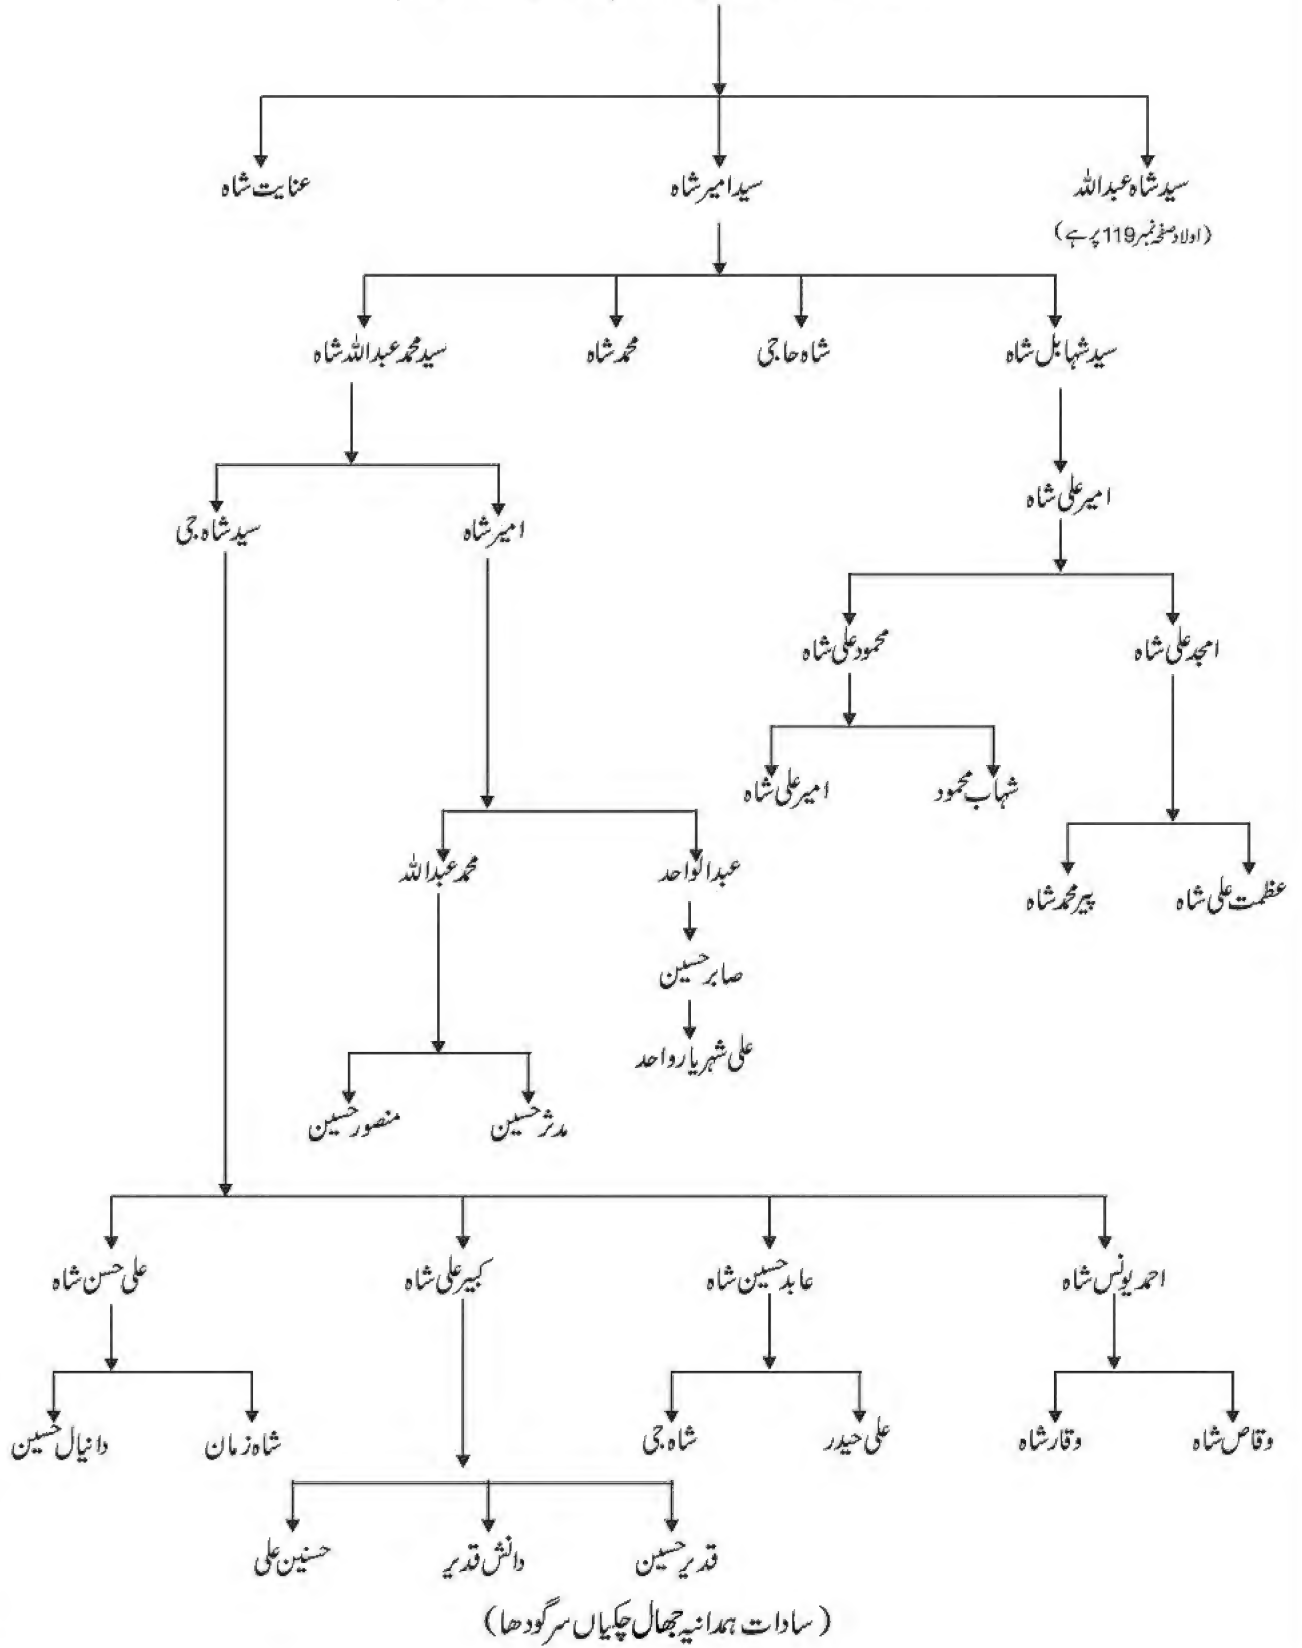 سید شاہ عبداللہ
سید امیر شاہ
عنایت شاہ
(اولاد صفحہ نمبر 119 پر ہے)
سید شہابل شاہ
شاہ حاجی
محمد شاہ
سید محمد عبداللہ شاہ
امیر علی شاہ
امیر شاہ
سید شاہ جی
امجد علی شاہ
محمود علی شاہ
شہاب محمود
امیر علی شاہ
عبدالواحد
محمد عبداللہ
عظمت علی شاہ
پیر محمد شاہ
صابر حسین
علی شہریار واحد
مدثر حسین
منصور حسین
احمد یونس شاہ
عابد حسین شاہ
کبیر علی شاہ
علی حسن شاہ
وقاص شاہ
وقار شاہ
علی حیدر
شاہ جی
شاہ زمان
دانیال حسین
قدیر حسین
دانش قدیر
حسنین علی
(سادات ہمدانیہ جھال چکیاں سرگودھا)